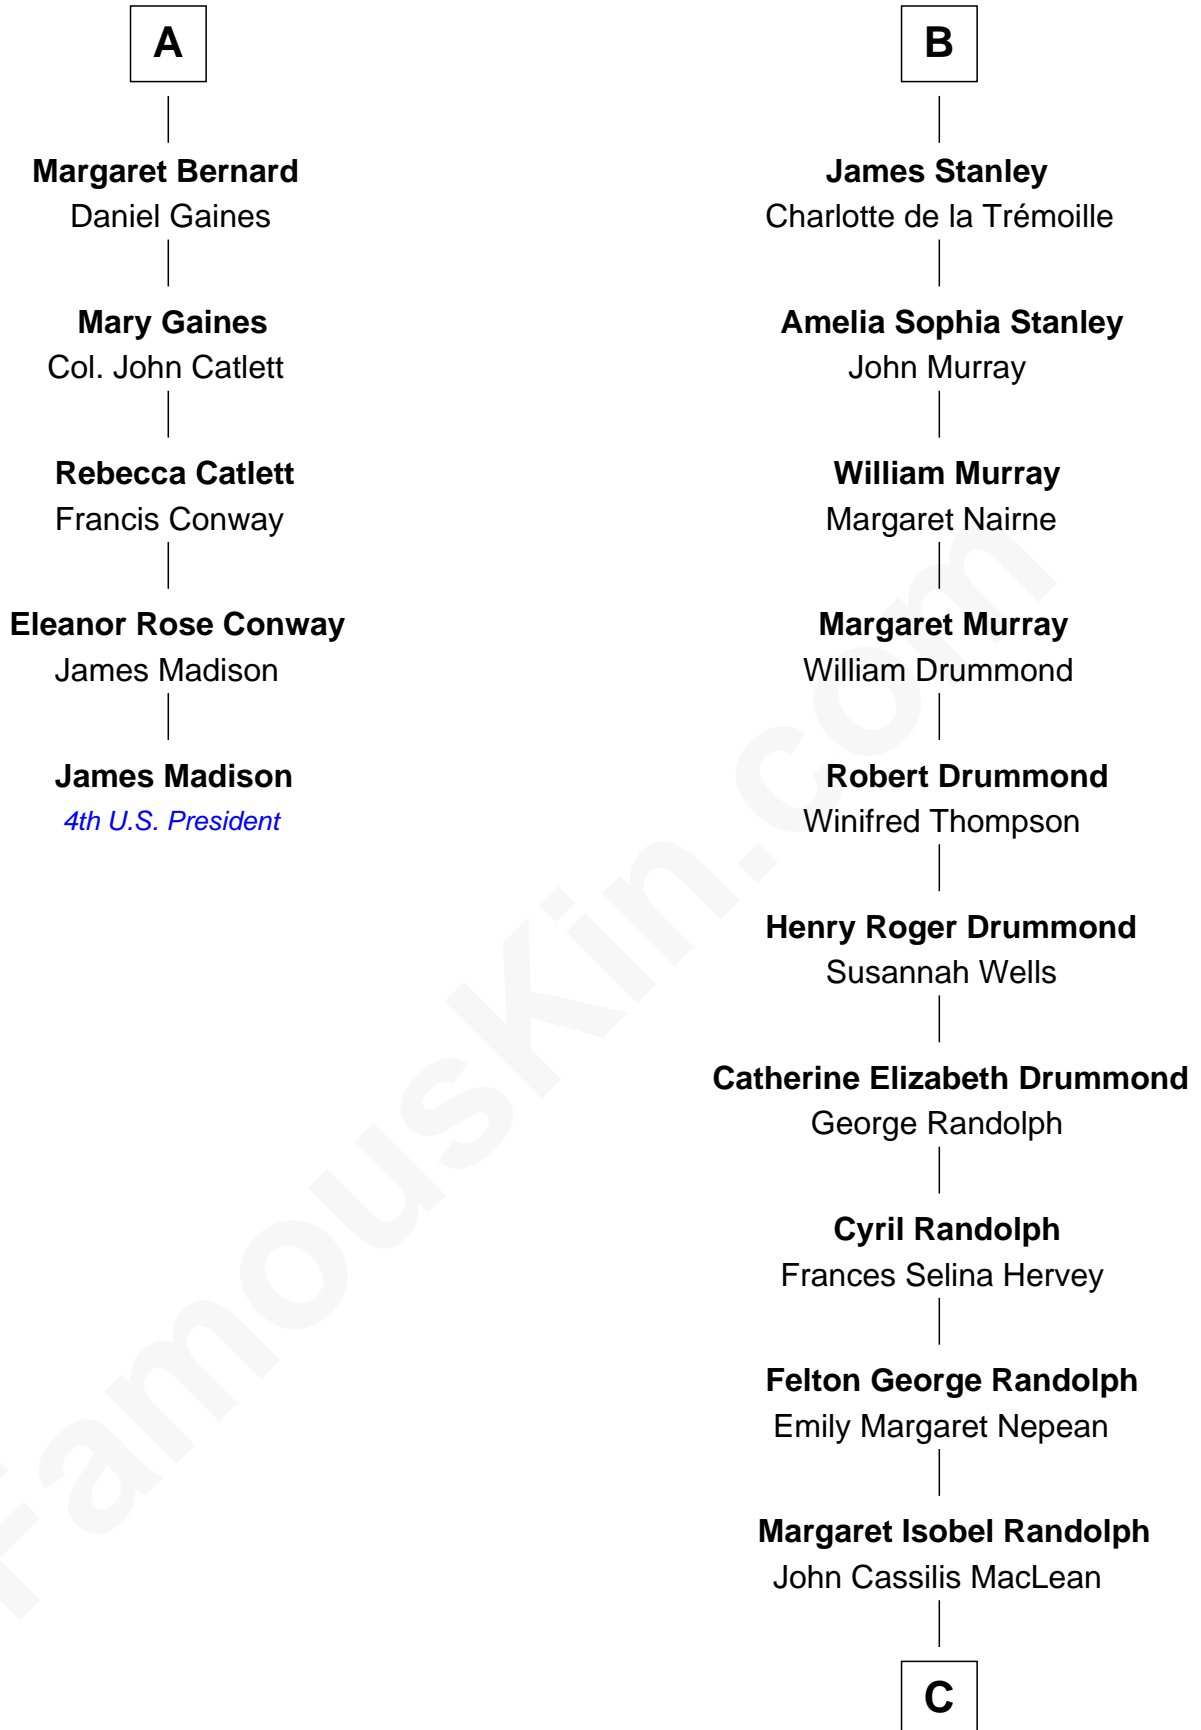 A
Margaret Bernard
Daniel Gaines
Mary Gaines
Col. John Catlett
Rebecca Catlett
Francis Conway
Eleanor Rose Conway
James Madison
James Madison
4th U.S. President
B
James Stanley
Charlotte de la Trémoille
Amelia Sophia Stanley
John Murray
William Murray
Margaret Nairne
Margaret Murray
William Drummond
Robert Drummond
Winifred Thompson
Henry Roger Drummond
Susannah Wells
Catherine Elizabeth Drummond
George Randolph
Cyril Randolph
Frances Selina Hervey
Felton George Randolph
Emily Margaret Nepean
Margaret Isobel Randolph
John Cassilis MacLean
C
FamousKin.com